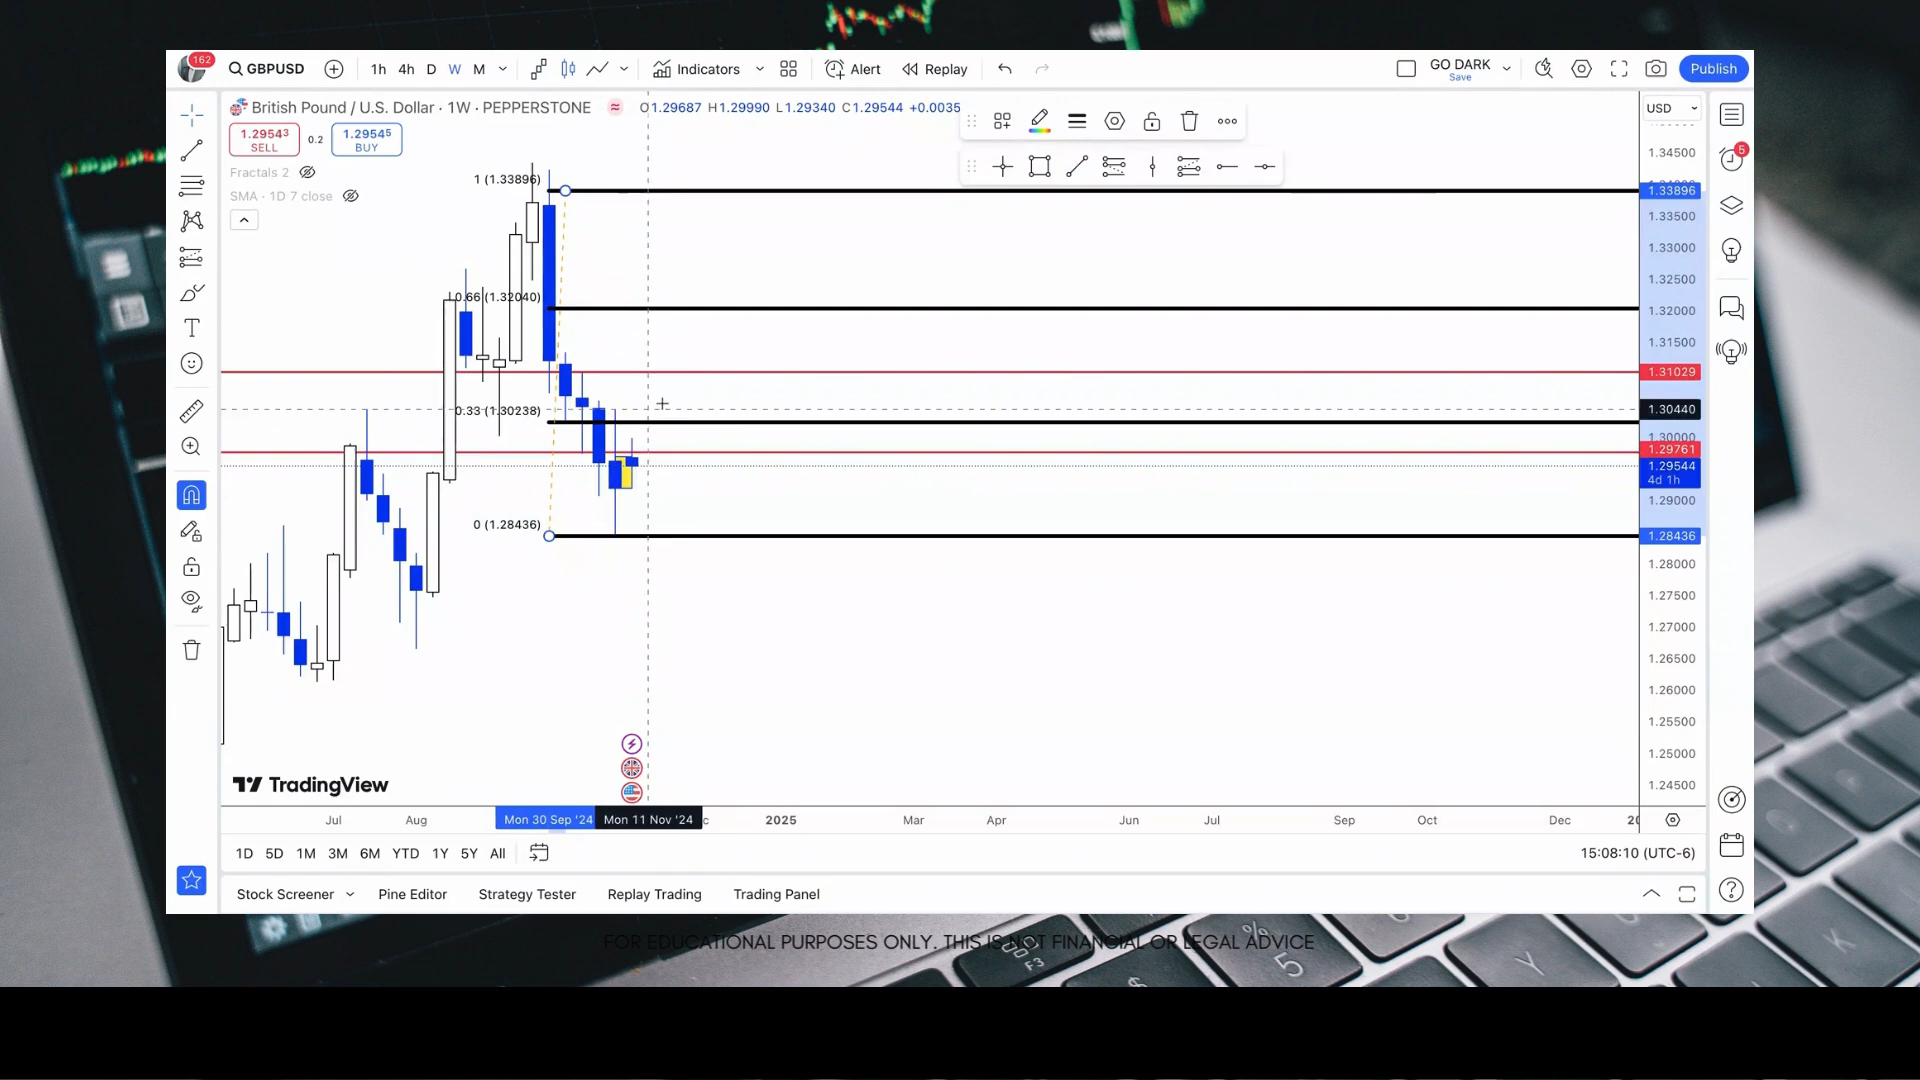 162
GBPUSD
1h 4h D W M
Indicators
Alert
Replay
GO DARK
Save
Publish
British Pound / U.S. Dollar · 1W · PEPPERSTONE
O1.29687 H1.29990 L1.29340 C1.29544 +0.0035
USD
1.29543
SELL
0.2
1.29545
BUY
Fractals 2
SMA · 1D 7 close
5
1.34500
1 (1.33896)
1.33896
1.33500
1.33000
1.32500
0.66 (1.32040)
1.32000
1.31500
1.31029
0.33 (1.30238)
1.30440
1.30000
1.29761
1.29544
4d 1h
1.29000
0 (1.28436)
1.28436
1.28000
1.27500
1.27000
1.26500
1.26000
1.25500
1.25000
1.24500
TradingView
Jul Aug Mon 30 Sep '24 Mon 11 Nov '24 c 2025 Mar Apr Jun Jul Sep Oct Dec 20
1D 5D 1M 3M 6M YTD 1Y 5Y All
15:08:10 (UTC-6)
Stock Screener Pine Editor Strategy Tester Replay Trading Trading Panel
FOR EDUCATIONAL PURPOSES ONLY. THIS IS NOT FINANCIAL OR LEGAL ADVICE
F3
%
5
$
Y
K